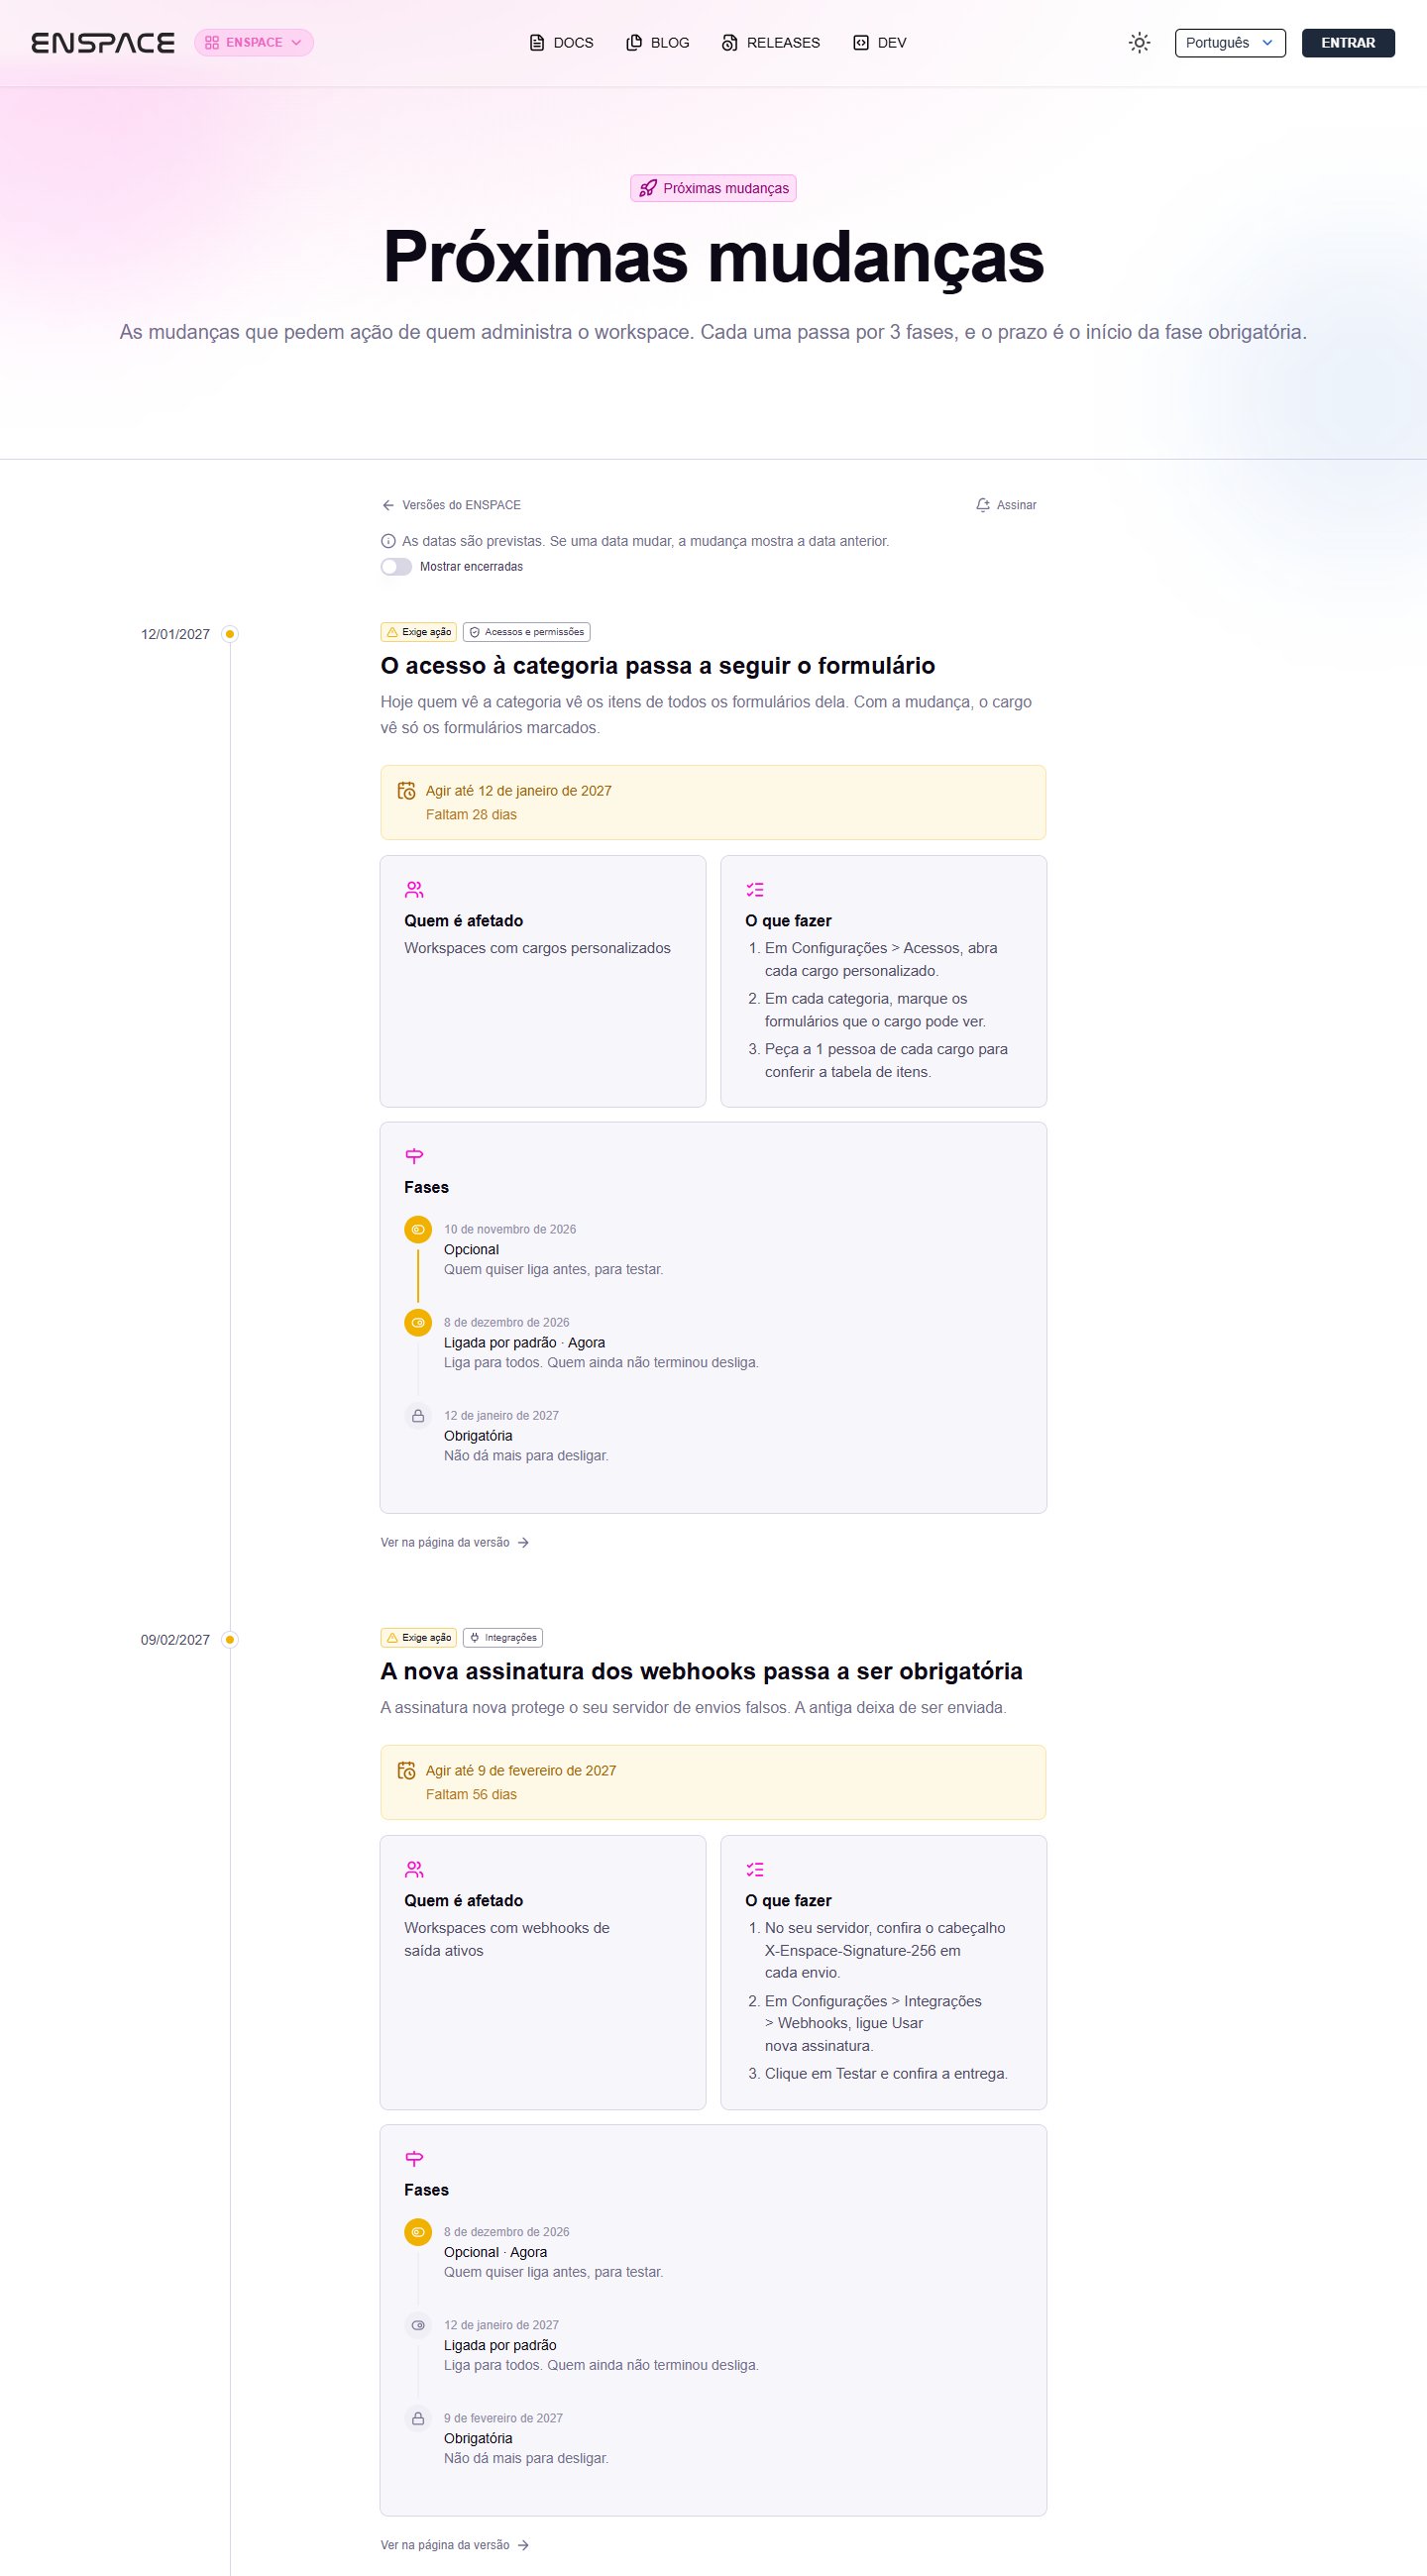 ENSPACE
ENSPACE
DOCS
BLOG
RELEASES
DEV
Português
ENTRAR
Próximas mudanças
Próximas mudanças
As mudanças que pedem ação de quem administra o workspace. Cada uma passa por 3 fases, e o prazo é o início da fase obrigatória.
Versões do ENSPACE
Assinar
As datas são previstas. Se uma data mudar, a mudança mostra a data anterior.
Mostrar encerradas
12/01/2027
Exige ação
Acessos e permissões
O acesso à categoria passa a seguir o formulário
Hoje quem vê a categoria vê os itens de todos os formulários dela. Com a mudança, o cargo
vê só os formulários marcados.
Agir até 12 de janeiro de 2027
Faltam 28 dias
Quem é afetado
Workspaces com cargos personalizados
O que fazer
1. Em Configurações > Acessos, abra
cada cargo personalizado.
2. Em cada categoria, marque os
formulários que o cargo pode ver.
3. Peça a 1 pessoa de cada cargo para
conferir a tabela de itens.
Fases
10 de novembro de 2026
Opcional
Quem quiser liga antes, para testar.
8 de dezembro de 2026
Ligada por padrão · Agora
Liga para todos. Quem ainda não terminou desliga.
12 de janeiro de 2027
Obrigatória
Não dá mais para desligar.
Ver na página da versão
09/02/2027
Exige ação
Integrações
A nova assinatura dos webhooks passa a ser obrigatória
A assinatura nova protege o seu servidor de envios falsos. A antiga deixa de ser enviada.
Agir até 9 de fevereiro de 2027
Faltam 56 dias
Quem é afetado
Workspaces com webhooks de
saída ativos
O que fazer
1. No seu servidor, confira o cabeçalho
X-Enspace-Signature-256 em
cada envio.
2. Em Configurações > Integrações
> Webhooks, ligue Usar
nova assinatura.
3. Clique em Testar e confira a entrega.
Fases
8 de dezembro de 2026
Opcional · Agora
Quem quiser liga antes, para testar.
12 de janeiro de 2027
Ligada por padrão
Liga para todos. Quem ainda não terminou desliga.
9 de fevereiro de 2027
Obrigatória
Não dá mais para desligar.
Ver na página da versão